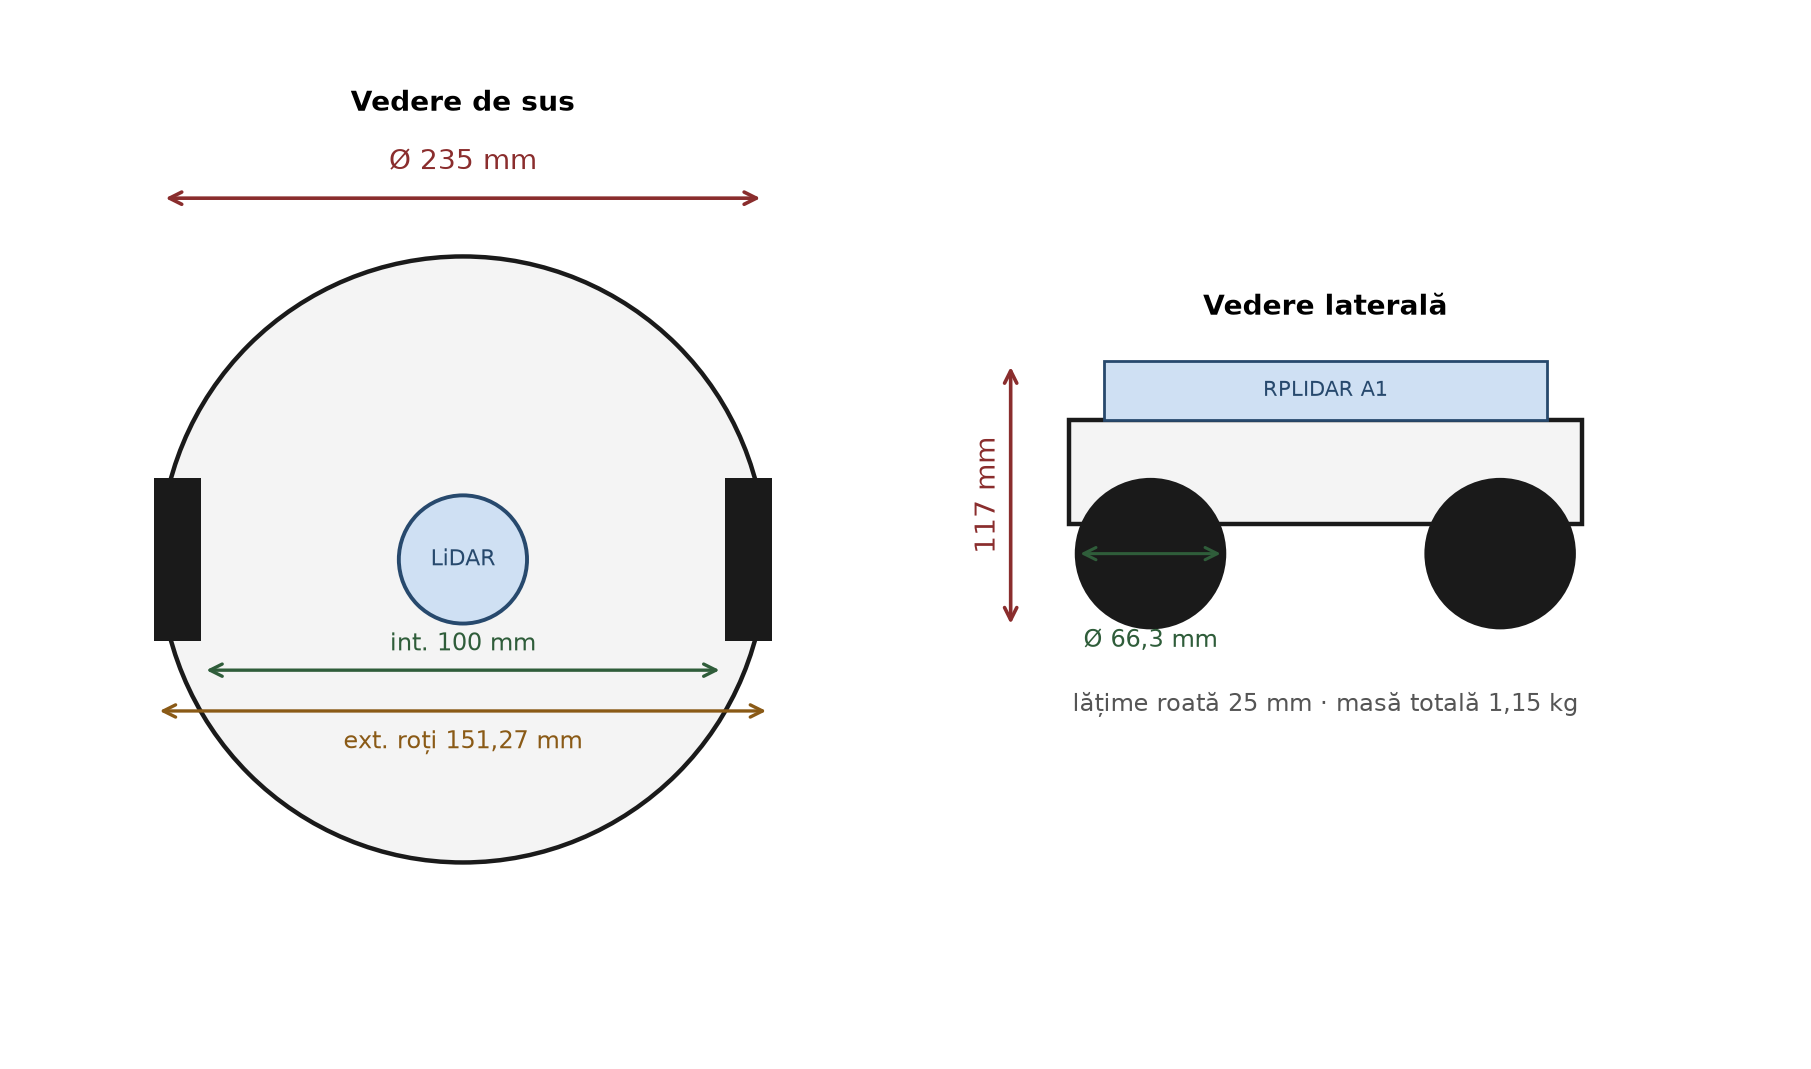 Vedere de sus
Ø 235 mm
LiDAR
int. 100 mm
ext. roți 151,27 mm
Vedere laterală
RPLIDAR A1
117 mm
Ø 66,3 mm
lățime roată 25 mm · masă totală 1,15 kg